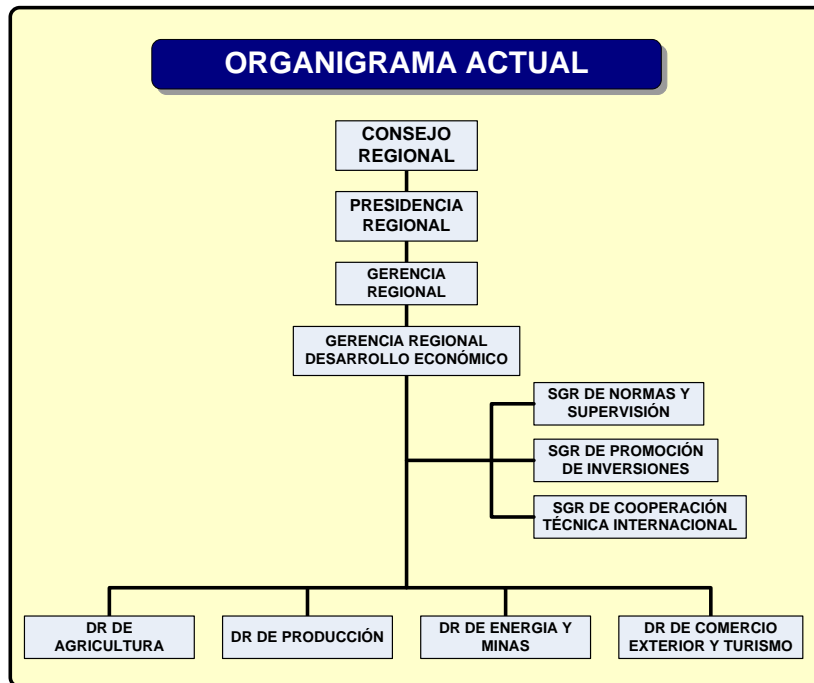 ORGANIGRAMA ACTUAL
CONSEJO
REGIONAL
PRESIDENCIA
REGIONAL
GERENCIA
REGIONAL
GERENCIA REGIONAL
DESARROLLO ECONÓMICO
SGR DE NORMAS Y
SUPERVISIÓN
SGR DE PROMOCIÓN
DE INVERSIONES
SGR DE COOPERACIÓN
TÉCNICA INTERNACIONAL
DR DE
AGRICULTURA
DR DE PRODUCCIÓN
DR DE ENERGIA Y
MINAS
DR DE COMERCIO
EXTERIOR Y TURISMO